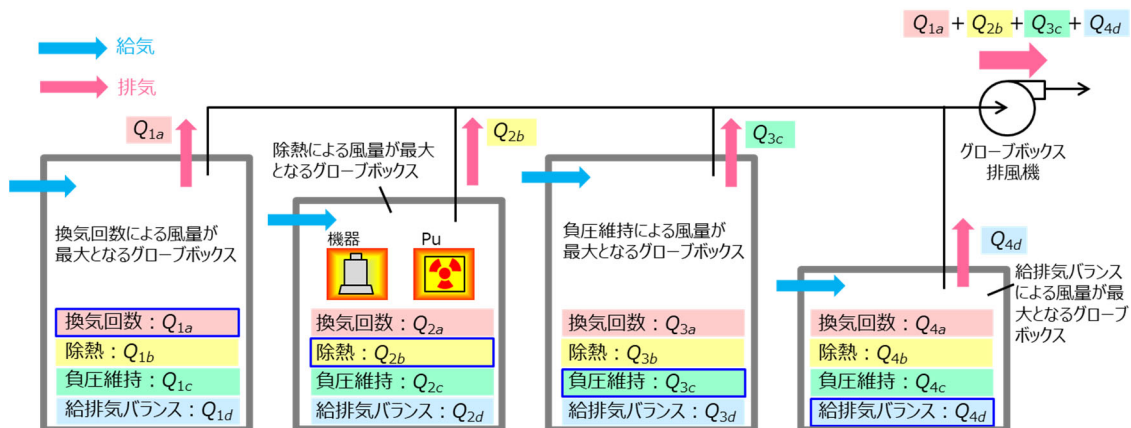 給気
排気
Q1a + Q2b + Q3c + Q4d
グローブボックス
排風機
Q1a
換気回数による風量が
最大となるグローブボックス
換気回数：Q1a
除熱：Q1b
負圧維持：Q1c
給排気バランス：Q1d
Q2b
除熱による風量が最大
となるグローブボックス
機器
Pu
換気回数：Q2a
除熱：Q2b
負圧維持：Q2c
給排気バランス：Q2d
Q3c
負圧維持による風量が
最大となるグローブボックス
換気回数：Q3a
除熱：Q3b
負圧維持：Q3c
給排気バランス：Q3d
Q4d
給排気バランス
による風量が最
大となるグローブ
ボックス
換気回数：Q4a
除熱：Q4b
負圧維持：Q4c
給排気バランス：Q4d